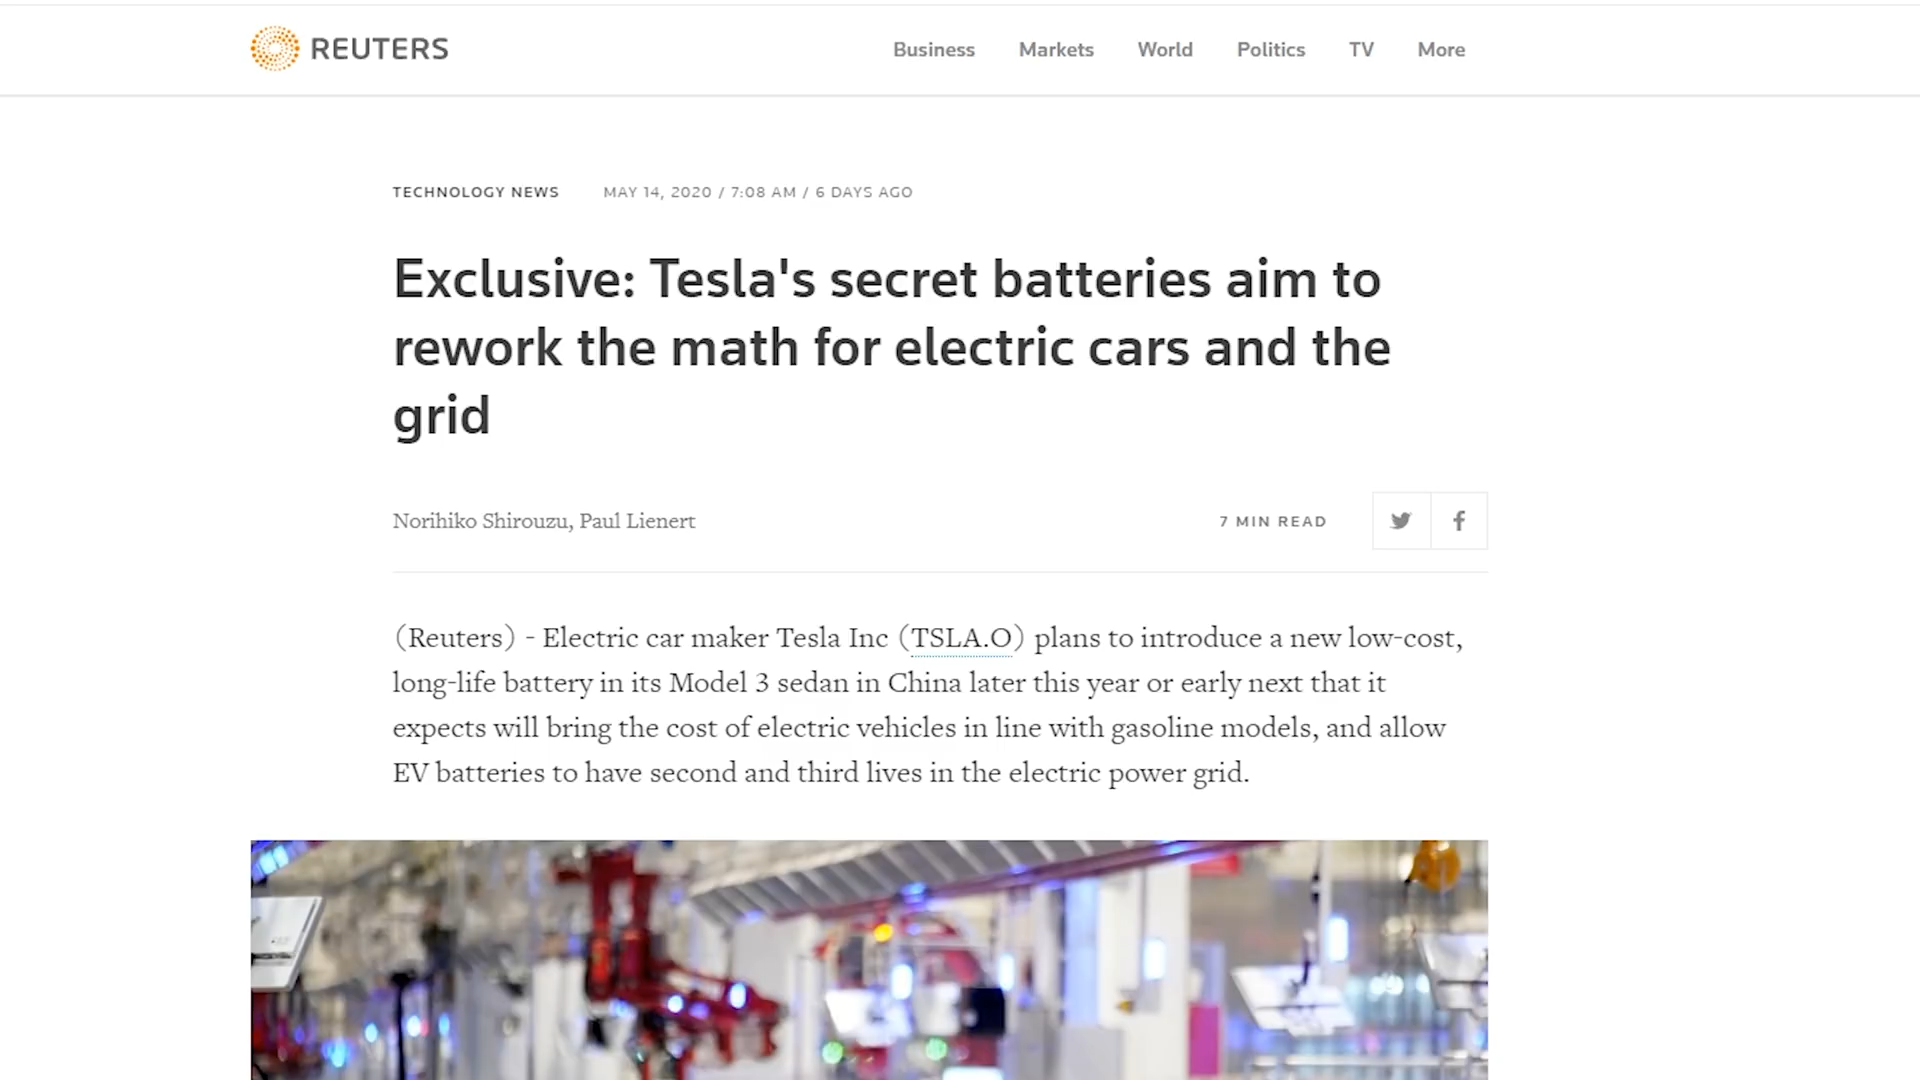 REUTERS
Business Markets World Politics TV More
TECHNOLOGY NEWS MAY 14, 2020 / 7:08 AM / 6 DAYS AGO
Exclusive: Tesla's secret batteries aim to
rework the math for electric cars and the
grid
Norihiko Shirouzu, Paul Lienert
7 MIN READ
(Reuters) - Electric car maker Tesla Inc (TSLA.O) plans to introduce a new low-cost,
long-life battery in its Model 3 sedan in China later this year or early next that it
expects will bring the cost of electric vehicles in line with gasoline models, and allow
EV batteries to have second and third lives in the electric power grid.